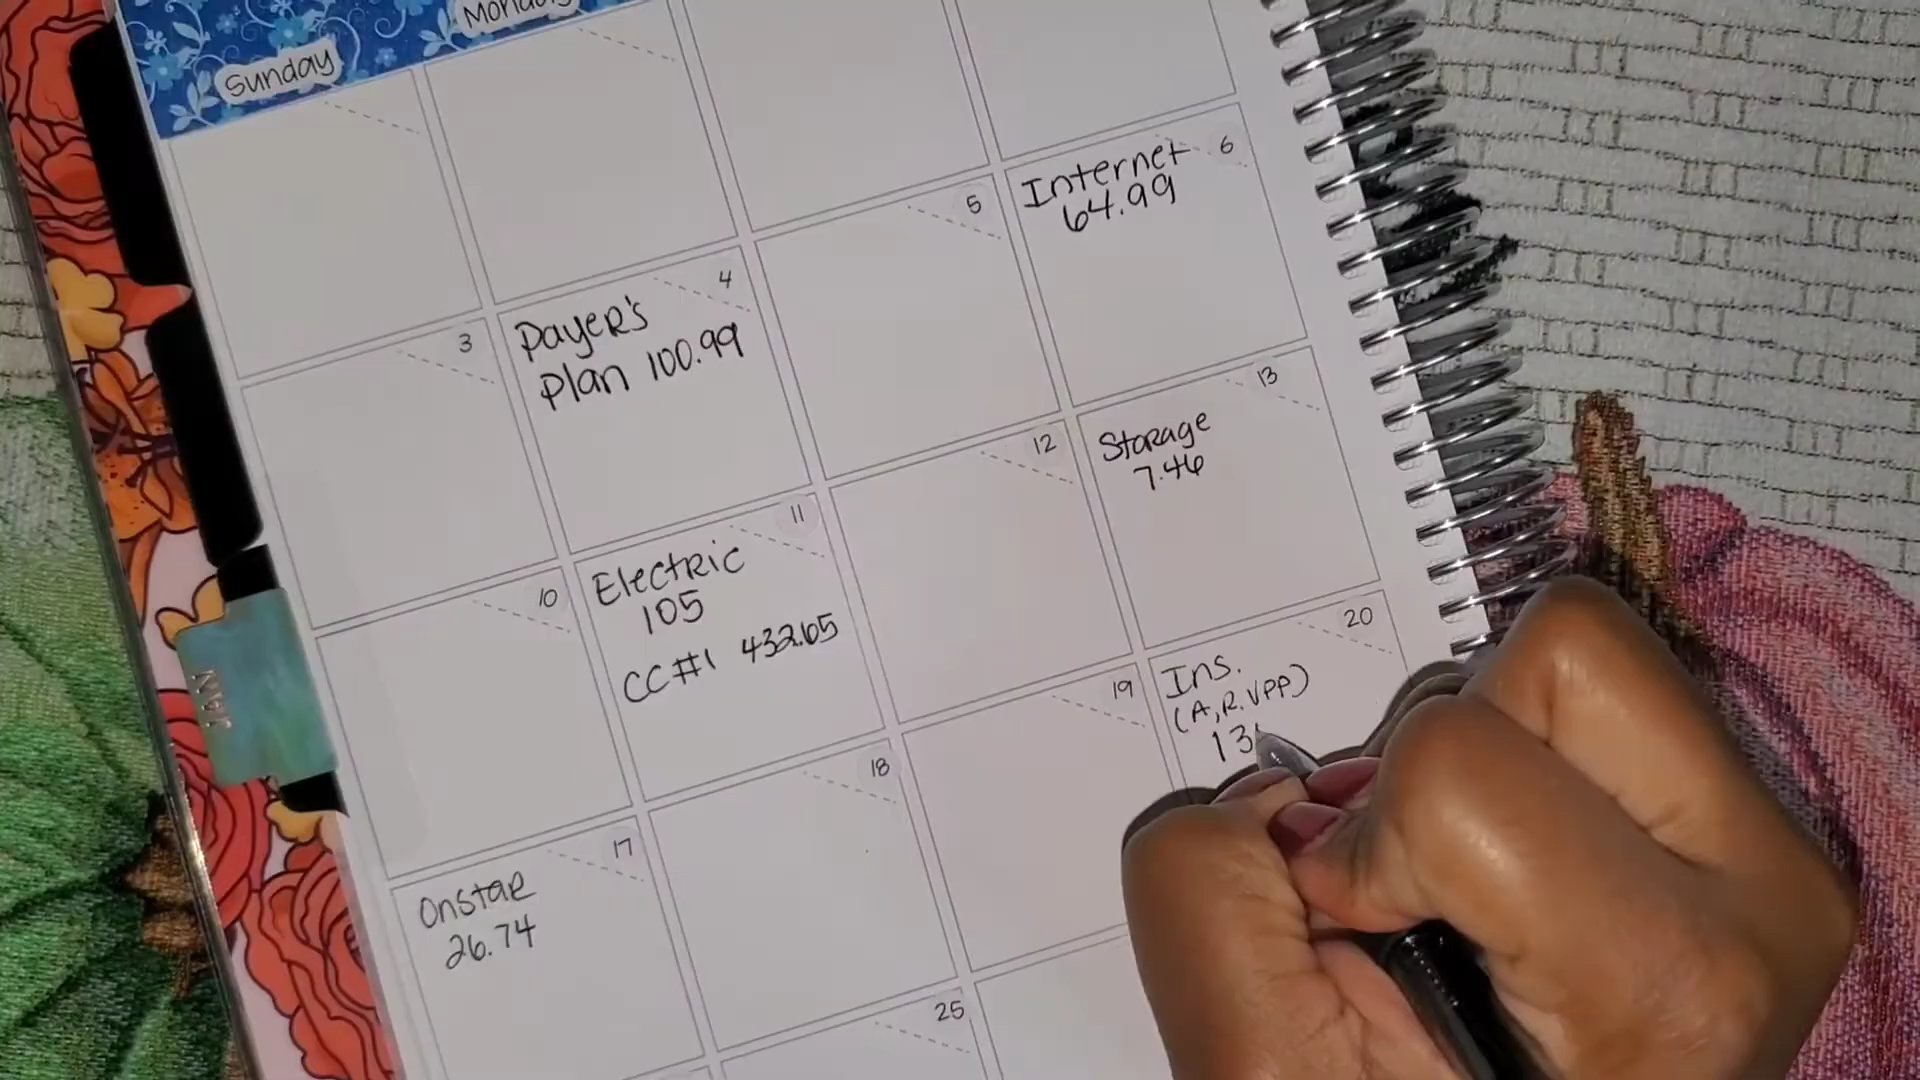 Sunday
Monday
5
Internet 6
64.99
3
Payer's 4
Plan 100.99
12
Storage 13
7.46
10
Electric 11
105
CC#1 432.65
19
Ins. 20
(A,R.VPP)
13
Onstar 17
26.74
18
25
JAN